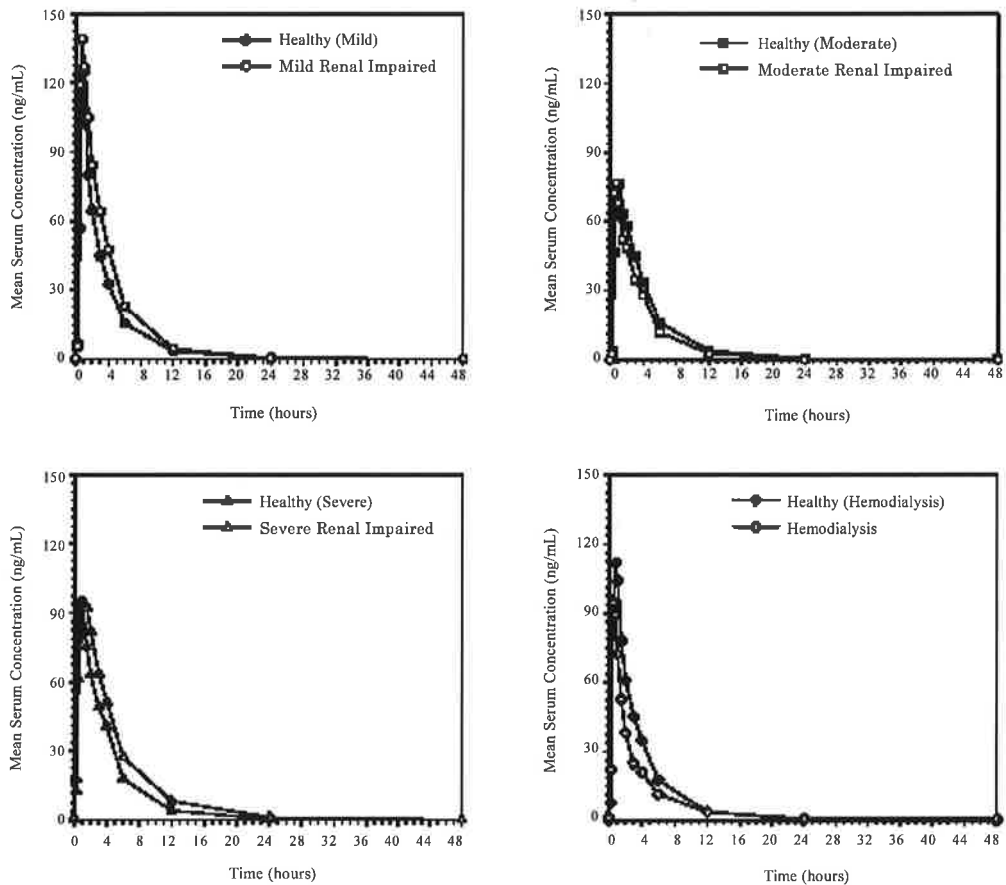 Mean Serum Concentration (ng/mL)
150
120
90
60
30
0
Healthy (Mild)
Mild Renal Impaired
0 4 8 12 16 20 24 28 32 36 40 44 48
Time (hours)
Mean Serum Concentration (ng/mL)
150
120
90
60
30
0
Healthy (Moderate)
Moderate Renal Impaired
0 4 8 12 16 20 24 28 32 36 40 44 48
Time (hours)
Mean Serum Concentration (ng/mL)
150
120
90
60
30
0
Healthy (Severe)
Severe Renal Impaired
0 4 8 12 16 20 24 28 32 36 40 44 48
Time (hours)
Mean Serum Concentration (ng/mL)
150
120
90
60
30
0
Healthy (Hemodialysis)
Hemodialysis
0 4 8 12 16 20 24 28 32 36 40 44 48
Time (hours)